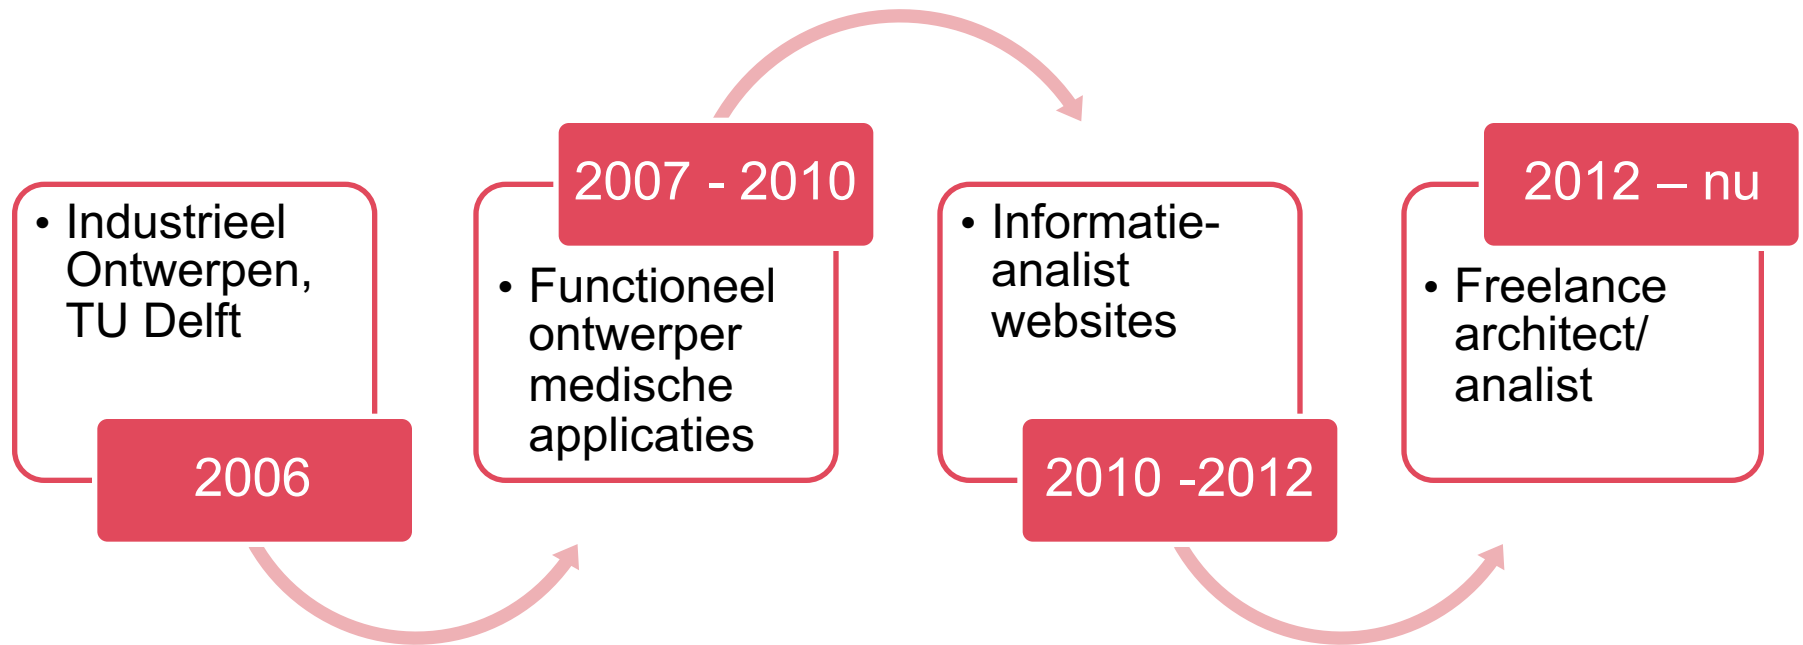 • Industrieel
Ontwerpen,
TU Delft
2006
2007 - 2010
• Functioneel
ontwerper
medische
applicaties
• Informatie-
analist
websites
2010 -2012
2012 – nu
• Freelance
architect/
analist